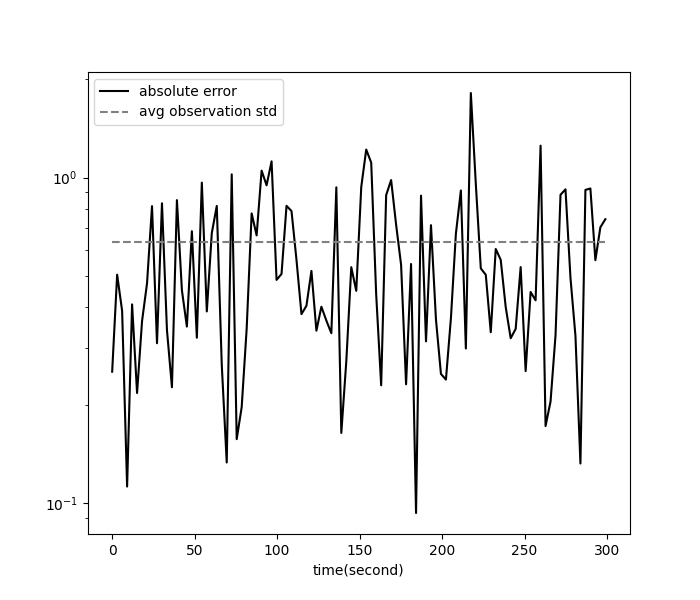 absolute error
avg observation std
10⁰
10⁻¹
0 50 100 150 200 250 300
time(second)